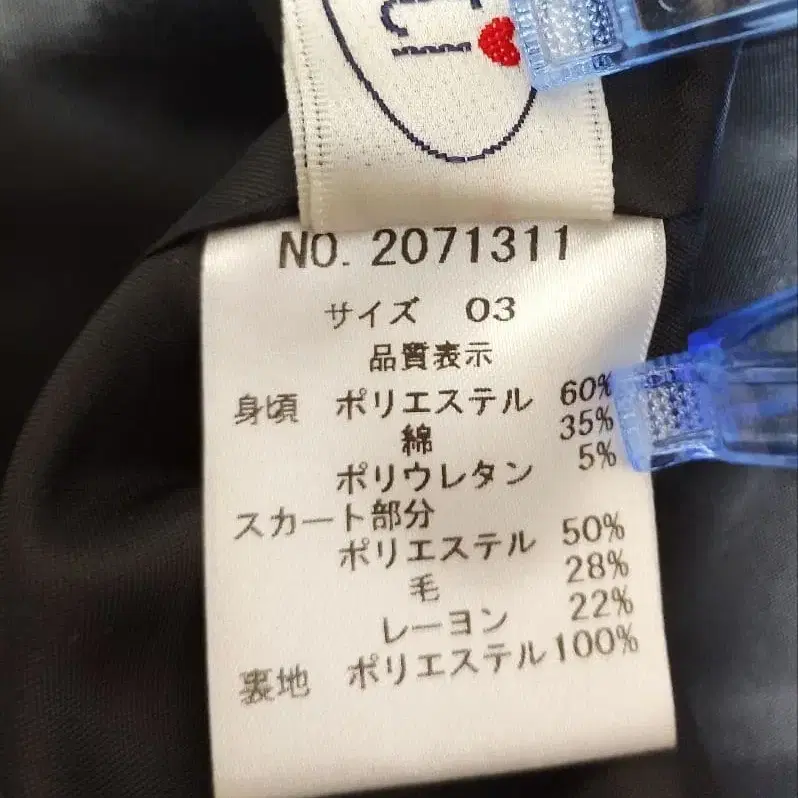 NO. 2071311
サイズ 03
品質表示
身頃 ポリエステル 60%
綿 35%
ポリウレタン 5%
スカート部分
ポリエステル 50%
毛 28%
レーヨン 22%
裏地 ポリエステル 100%